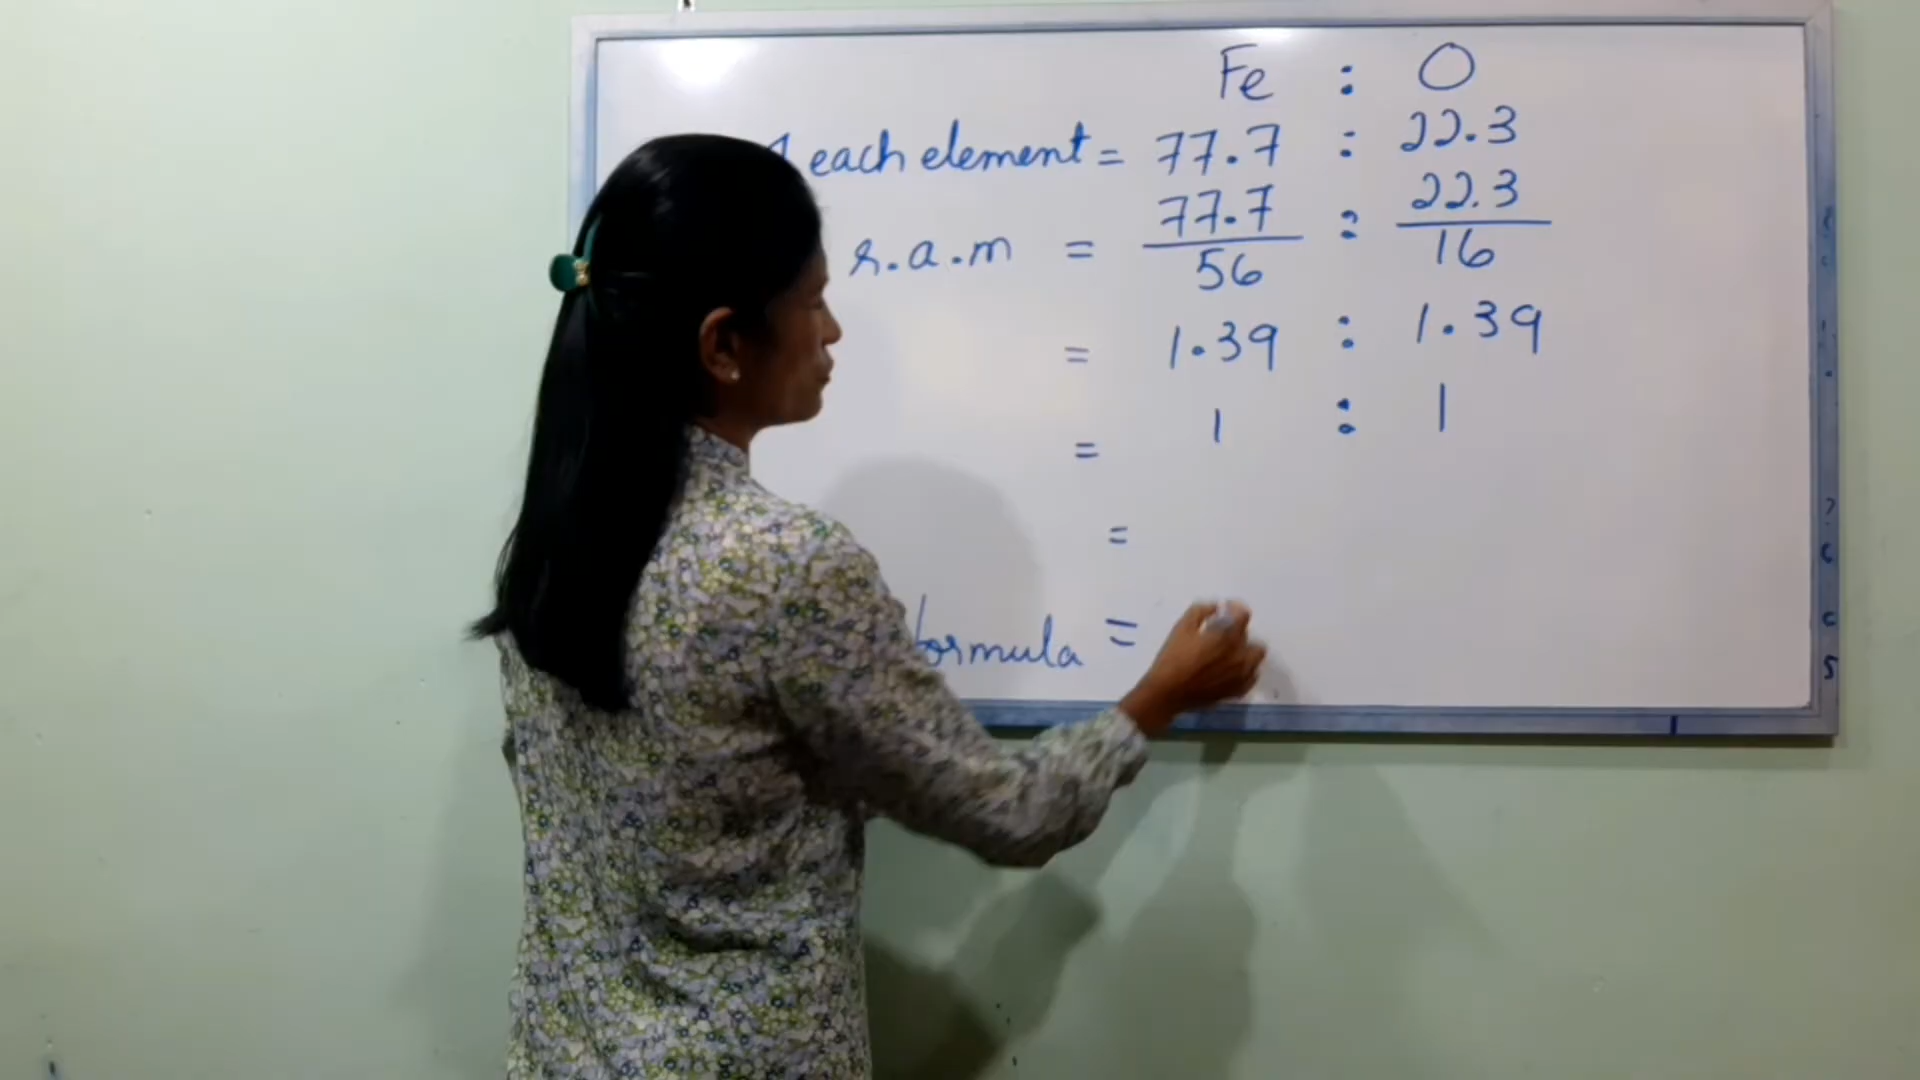 Fe : O
each element = 77.7 : 22.3
r.a.m = 77.7/56 : 22.3/16
= 1.39 : 1.39
= 1 : 1
=
formula =